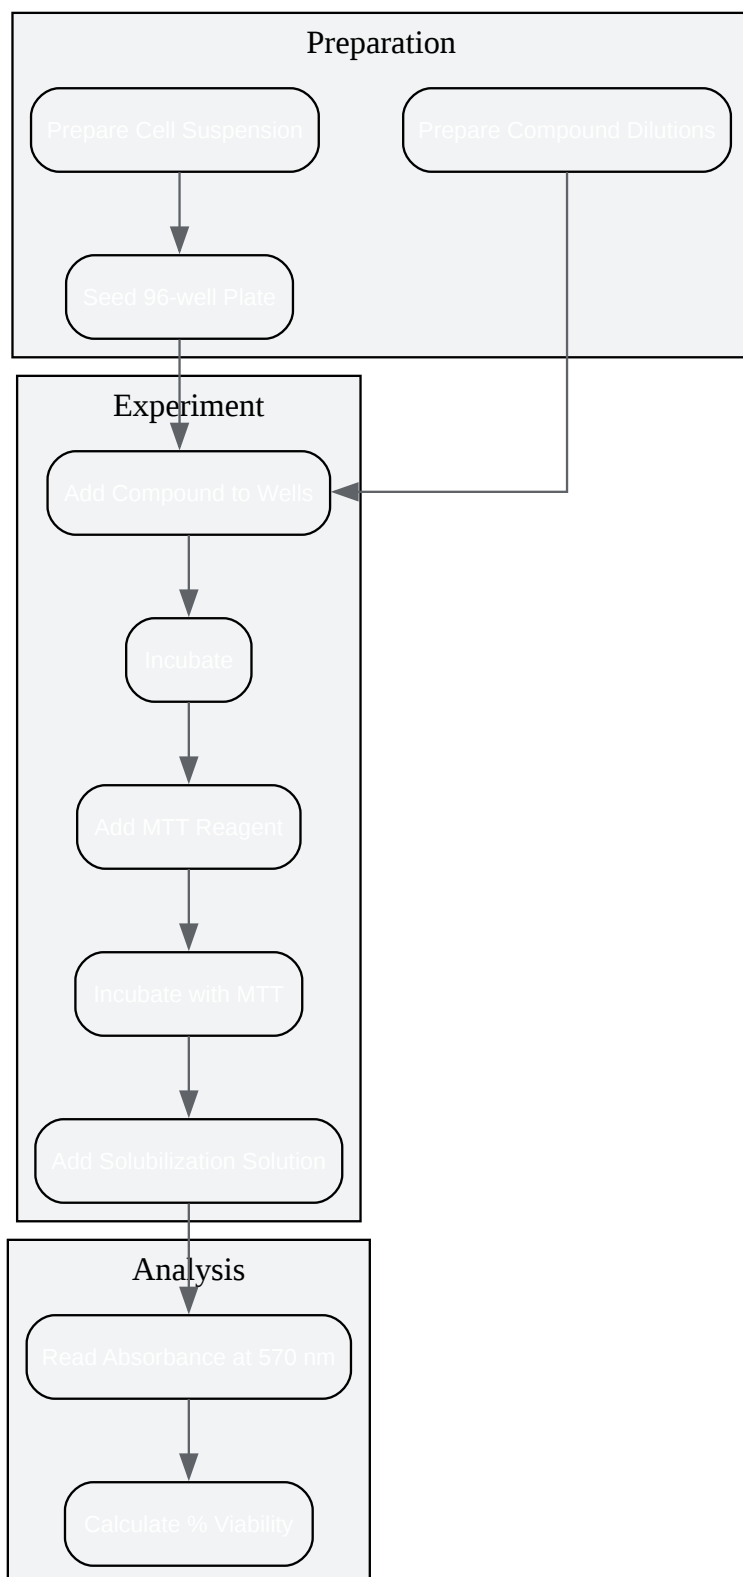 Preparation
Prepare Cell Suspension
Prepare Compound Dilutions
Seed 96-well Plate
Experiment
Add Compound to Wells
Incubate
Add MTT Reagent
Incubate with MTT
Add Solubilization Solution
Analysis
Read Absorbance at 570 nm
Calculate % Viability